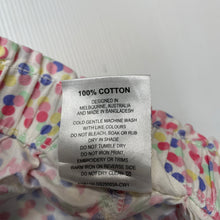 100% COTTON
DESIGNED IN
MELBOURNE, AUSTRALIA
AND MADE IN BANGLADESH
COLD GENTLE MACHINE WASH
WITH LIKE COLOURS
DO NOT BLEACH, SOAK OR RUB
DRY IN SHADE
DO NOT TUMBLE DRY
DO NOT IRON PRINT,
EMBROIDERY OR TRIMS
WARM IRON ON REVERSE SIDE
DO NOT DRY CLEAN